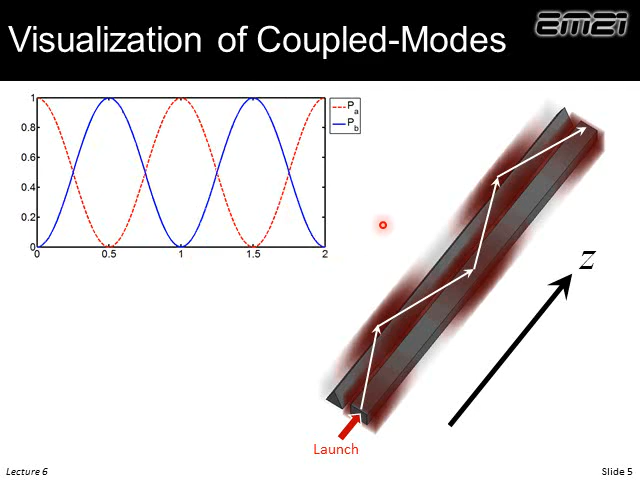 Visualization of Coupled-Modes
EM21
1
0.8
0.6
0.4
0.2
0
0
0.5
1
1.5
2
Pa
Pb
z
Launch
Lecture 6
Slide 5